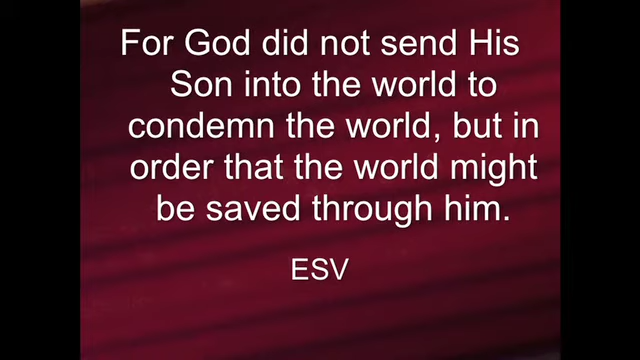 For God did not send His
Son into the world to
condemn the world, but in
order that the world might
be saved through him.
ESV